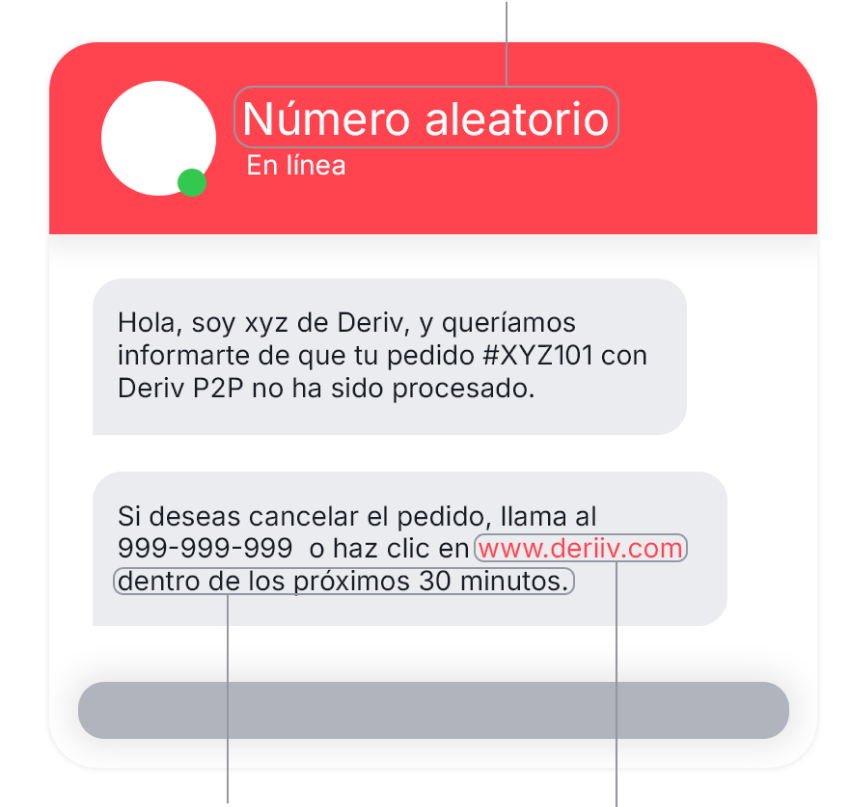 Número aleatorio
En línea
Hola, soy xyz de Deriv, y queríamos
informarte de que tu pedido #XYZ101 con
Deriv P2P no ha sido procesado.
Si deseas cancelar el pedido, llama al
999-999-999 o haz clic en www.deriiv.com
dentro de los próximos 30 minutos.